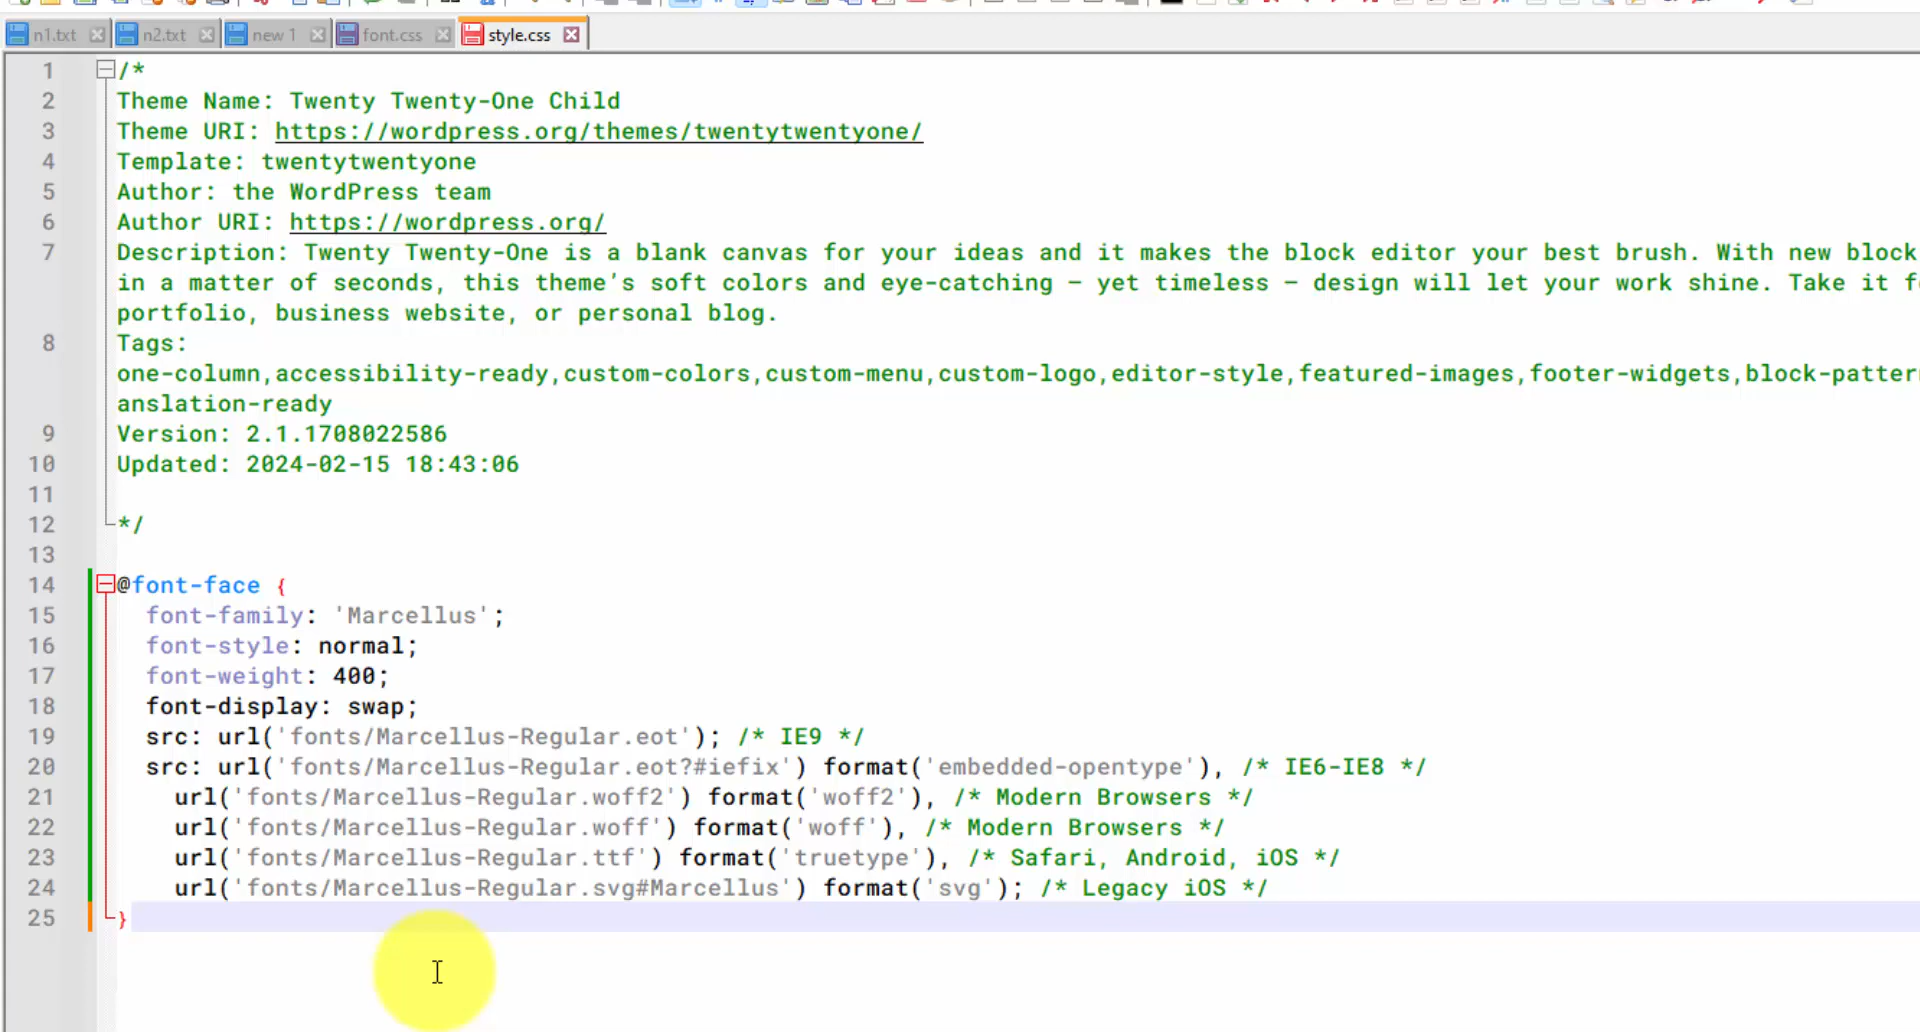 n1.txt n2.txt new 1 font.css style.css
1 /*
2 Theme Name: Twenty Twenty-One Child
3 Theme URI: https://wordpress.org/themes/twentytwentyone/
4 Template: twentytwentyone
5 Author: the WordPress team
6 Author URI: https://wordpress.org/
7 Description: Twenty Twenty-One is a blank canvas for your ideas and it makes the block editor your best brush. With new block
in a matter of seconds, this theme's soft colors and eye-catching — yet timeless — design will let your work shine. Take it
portfolio, business website, or personal blog.
8 Tags:
one-column,accessibility-ready,custom-colors,custom-menu,custom-logo,editor-style,featured-images,footer-widgets,block-pattern
anslation-ready
9 Version: 2.1.1708022586
10 Updated: 2024-02-15 18:43:06
11
12 */
13
14 @font-face {
15 font-family: 'Marcellus';
16 font-style: normal;
17 font-weight: 400;
18 font-display: swap;
19 src: url('fonts/Marcellus-Regular.eot'); /* IE9 */
20 src: url('fonts/Marcellus-Regular.eot?#iefix') format('embedded-opentype'), /* IE6-IE8 */
21 url('fonts/Marcellus-Regular.woff2') format('woff2'), /* Modern Browsers */
22 url('fonts/Marcellus-Regular.woff') format('woff'), /* Modern Browsers */
23 url('fonts/Marcellus-Regular.ttf') format('truetype'), /* Safari, Android, iOS */
24 url('fonts/Marcellus-Regular.svg#Marcellus') format('svg'); /* Legacy iOS */
25 }